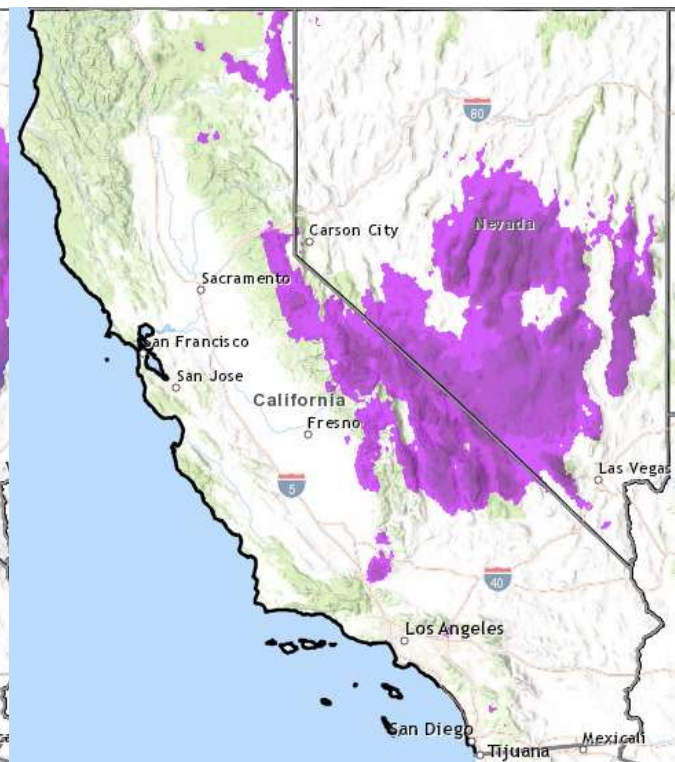 80
Nevada
Carson City
Sacramento
San Francisco
San Jose
California
Fresno
5
Las Vegas
40
Los Angeles
San Diego
Tijuana
Mexicali